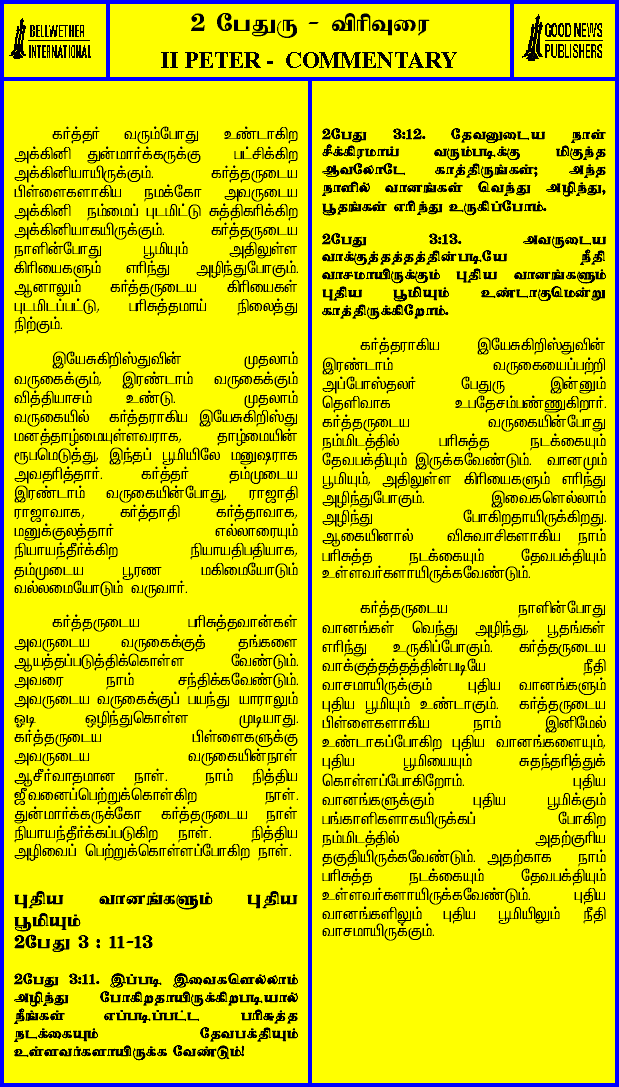 BELLWETHER
INTERNATIONAL
2 பேதுரு - விரிவுரை
II PETER - COMMENTARY
GOOD NEWS
PUBLISHERS
கர்த்தர் வரும்போது உண்டாகிற
அக்கினி துன்மார்க்கருக்கு பட்சிக்கிற
அக்கினியாயிருக்கும். கர்த்தருடைய
பிள்ளைகளாகிய நமக்கோ அவருடைய
அக்கினி நம்மைப் புடமிட்டு சுத்திகரிக்கிற
அக்கினியாகயிருக்கும். கர்த்தருடைய
நாளின்போது பூமியும் அதிலுள்ள
கிரியைகளும் எரிந்து அழிந்துபோகும்.
ஆனாலும் கர்த்தருடைய கிரியைகள்
புடமிடப்பட்டு, பரிசுத்தமாய் நிலைத்து
நிற்கும்.
இயேசுகிறிஸ்துவின் முதலாம்
வருகைக்கும், இரண்டாம் வருகைக்கும்
வித்தியாசம் உண்டு. முதலாம்
வருகையில் கர்த்தராகிய இயேசுகிறிஸ்து
மனத்தாழ்மையுள்ளவராக, தாழ்மையின்
ரூபமெடுத்து, இந்தப் பூமியிலே மனுஷராக
அவதரித்தார். கர்த்தர் தம்முடைய
இரண்டாம் வருகையின்போது, ராஜாதி
ராஜாவாக, கர்த்தாதி கர்த்தாவாக,
மனுக்குலத்தார் எல்லாரையும்
நியாயந்தீர்க்கிற நியாயதிபதியாக,
தம்முடைய பூரண மகிமையோடும்
வல்லமையோடும் வருவார்.
கர்த்தருடைய பரிசுத்தவான்கள்
அவருடைய வருகைக்குத் தங்களை
ஆயத்தப்படுத்திக்கொள்ள வேண்டும்.
அவரை நாம் சந்திக்கவேண்டும்.
அவருடைய வருகைக்குப் பயந்து யாராலும்
ஓடி ஒழிந்துகொள்ள முடியாது.
கர்த்தருடைய பிள்ளைகளுக்கு
அவருடைய வருகையின்நாள்
ஆசீர்வாதமான நாள். நாம் நித்திய
ஜீவனைப்பெற்றுக்கொள்கிற நாள்.
துன்மார்க்கருக்கோ கர்த்தருடைய நாள்
நியாயந்தீர்க்கப்படுகிற நாள். நித்திய
அழிவைப் பெற்றுக்கொள்ளப்போகிற நாள்.
புதிய வானங்களும் புதிய
பூமியும்
2பேது 3 : 11-13
2பேது 3:11. இப்படி இவைகளெல்லாம்
அழிந்து போகிறதாயிருக்கிறபடியால்
நீங்கள் எப்படிப்பட்ட பரிசுத்த
நடக்கையும் தேவபக்தியும்
உள்ளவர்களாயிருக்க வேண்டும்!
2பேது 3:12. தேவனுடைய நாள்
சீக்கிரமாய் வரும்படிக்கு மிகுந்த
ஆவலோடே காத்திருங்கள்; அந்த
நாளில் வானங்கள் வெந்து அழிந்து,
பூதங்கள் எரிந்து உருகிப்போம்.
2பேது 3:13. அவருடைய
வாக்குத்தத்தத்தின்படியே நீதி
வாசமாயிருக்கும் புதிய வானங்களும்
புதிய பூமியும் உண்டாகுமென்று
காத்திருக்கிறோம்.
கர்த்தராகிய இயேசுகிறிஸ்துவின்
இரண்டாம் வருகையைப்பற்றி
அப்போஸ்தலர் பேதுரு இன்னும்
தெளிவாக உபதேசம்பண்ணுகிறார்.
கர்த்தருடைய வருகையின்போது
நம்மிடத்தில் பரிசுத்த நடக்கையும்
தேவபக்தியும் இருக்கவேண்டும். வானமும்
பூமியும், அதிலுள்ள கிரியைகளும் எரிந்து
அழிந்துபோகும். இவைகளெல்லாம்
அழிந்து போகிறதாயிருக்கிறது.
ஆகையினால் விசுவாசிகளாகிய நாம்
பரிசுத்த நடக்கையும் தேவபக்தியும்
உள்ளவர்களாயிருக்கவேண்டும்.
கர்த்தருடைய நாளின்போது
வானங்கள் வெந்து அழிந்து, பூதங்கள்
எரிந்து உருகிப்போகும். கர்த்தருடைய
வாக்குத்தத்தத்தின்படியே நீதி
வாசமாயிருக்கும் புதிய வானங்களும்
புதிய பூமியும் உண்டாகும். கர்த்தருடைய
பிள்ளைகளாகிய நாம் இனிமேல்
உண்டாகப்போகிற புதிய வானங்களையும்,
புதிய பூமியையும் சுதந்தரித்துக்
கொள்ளப்போகிறோம். புதிய
வானங்களுக்கும் புதிய பூமிக்கும்
பங்காளிகளாகயிருக்கப் போகிற
நம்மிடத்தில் அதற்குரிய
தகுதியிருக்கவேண்டும். அதற்காக நாம்
பரிசுத்த நடக்கையும் தேவபக்தியும்
உள்ளவர்களாயிருக்கவேண்டும். புதிய
வானங்களிலும் புதிய பூமியிலும் நீதி
வாசமாயிருக்கும்.